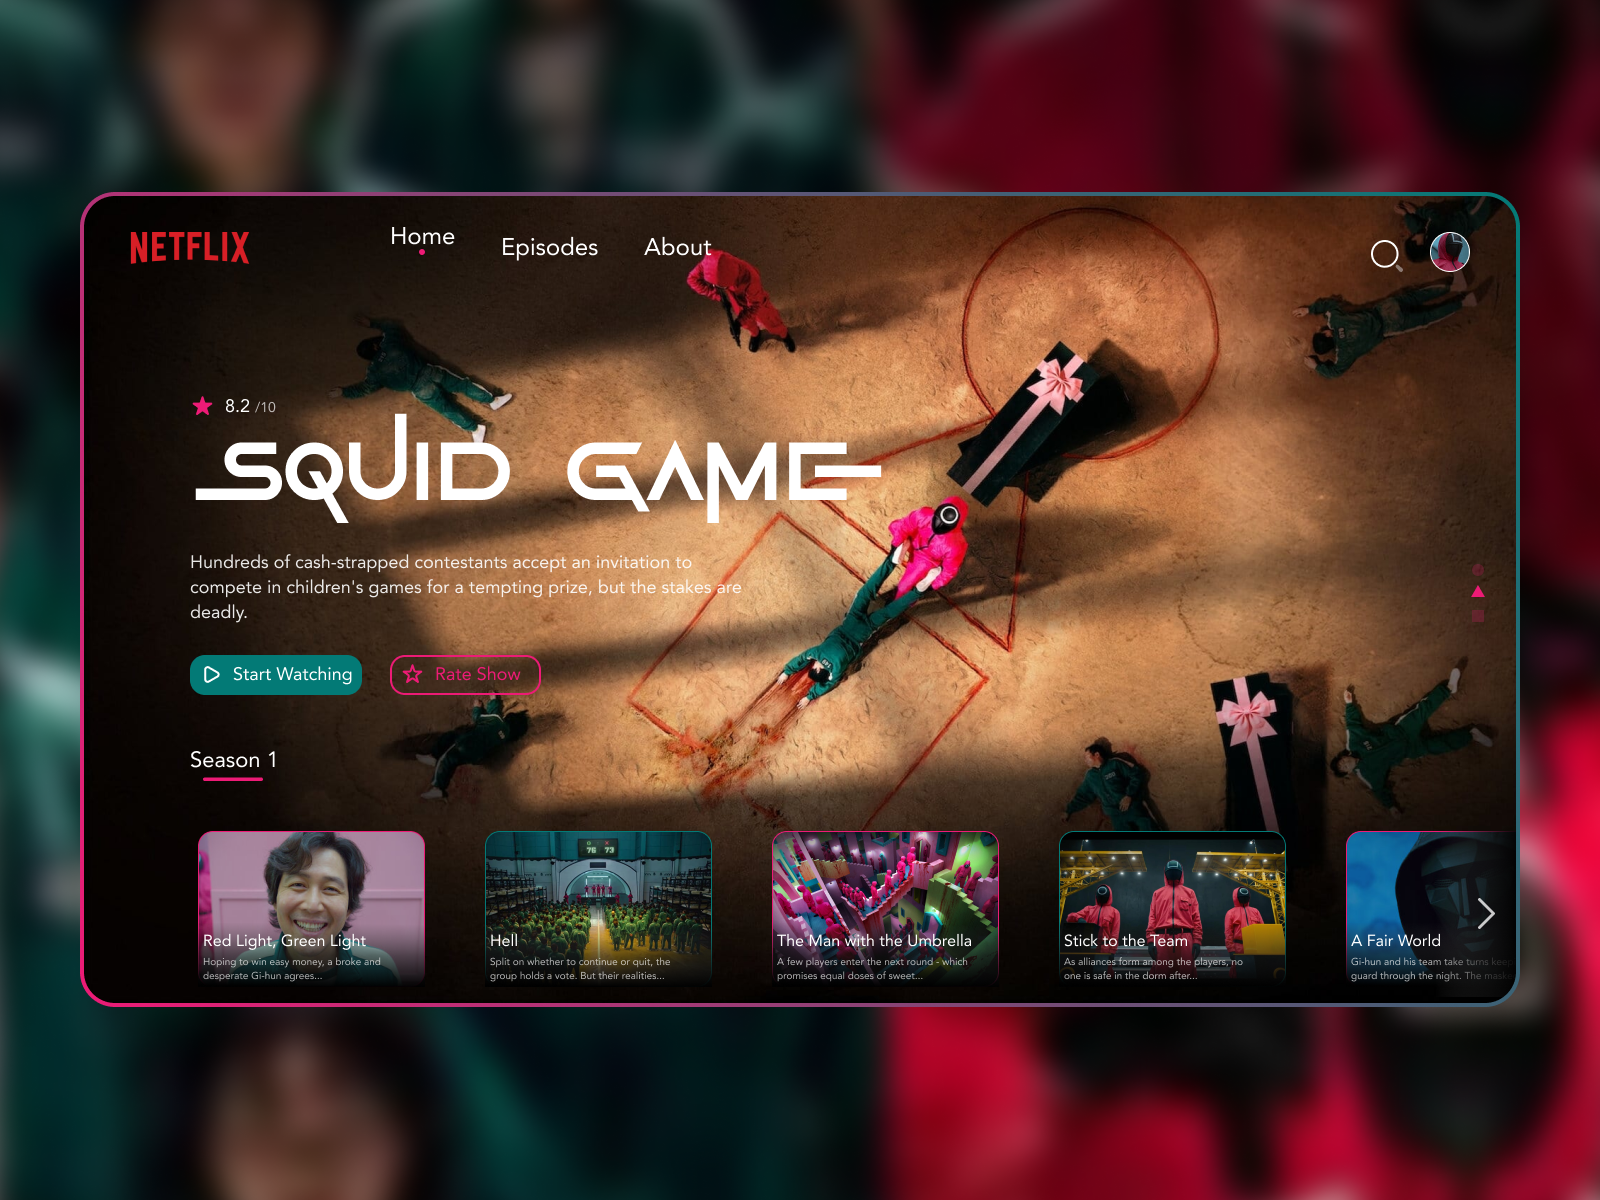 NETFLIX
Home
Episodes
About
8.2 /10
SQUID GAME
Hundreds of cash-strapped contestants accept an invitation to
compete in children's games for a tempting prize, but the stakes are
deadly.
Start Watching
Rate Show
Season 1
76 73
Red Light, Green Light
Hoping to win easy money, a broke and
desperate Gi-hun agrees...
Hell
Split on whether to continue or quit, the
group holds a vote. But their realities...
The Man with the Umbrella
A few players enter the next round - which
promises equal doses of sweet...
Stick to the Team
As alliances form among the players, no
one is safe in the dorm after...
A Fair World
Gi-hun and his team take turns keep
guard through the night. The mask